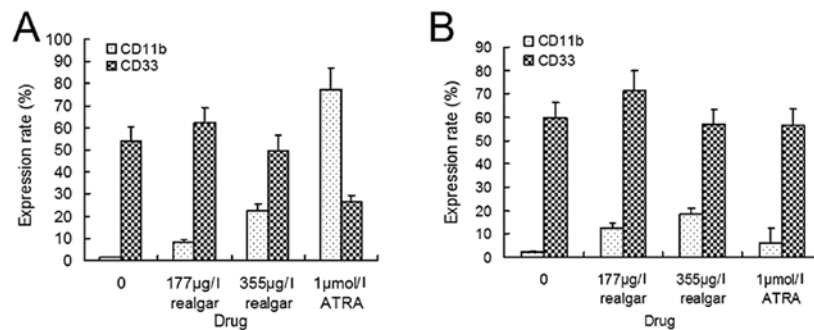 A
CD11b
CD33
Expression rate (%)
100
90
80
70
60
50
40
30
20
10
0
0 177μg/l 355μg/l 1μmol/l
realgar realgar ATRA
Drug
B
CD11b
CD33
Expression rate (%)
90
80
70
60
50
40
30
20
10
0
0 177μg/l 355μg/l 1μmol/l
realgar realgar ATRA
Drug